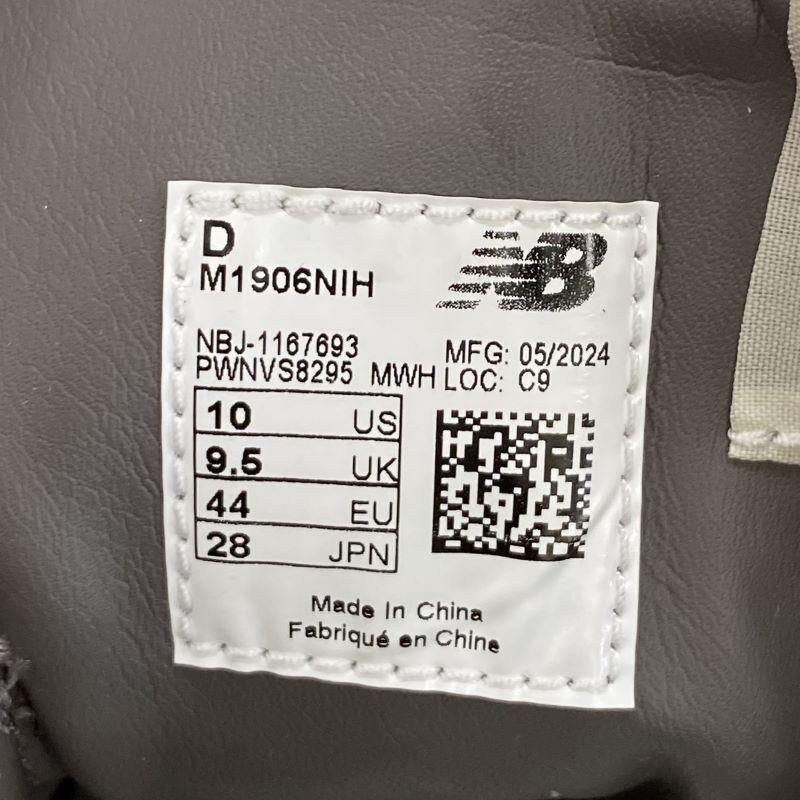 D
NB
M1906NIH
NBJ-1167693
PWNVS8295 MWH
MFG: 05/2024
LOC: C9
10 US
9.5 UK
44 EU
28 JPN
Made In China
Fabriqué en Chine